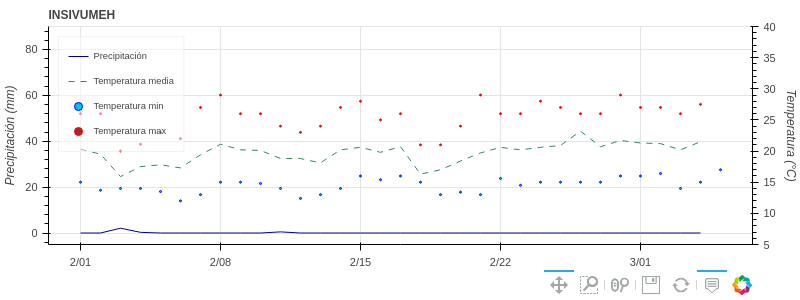 INSIVUMEH
Precipitación (mm)
80
60
40
20
0
Precipitación
Temperatura media
Temperatura min
Temperatura max
40
35
30
25
20
15
10
5
Temperatura (°C)
2/01
2/08
2/15
2/22
3/01